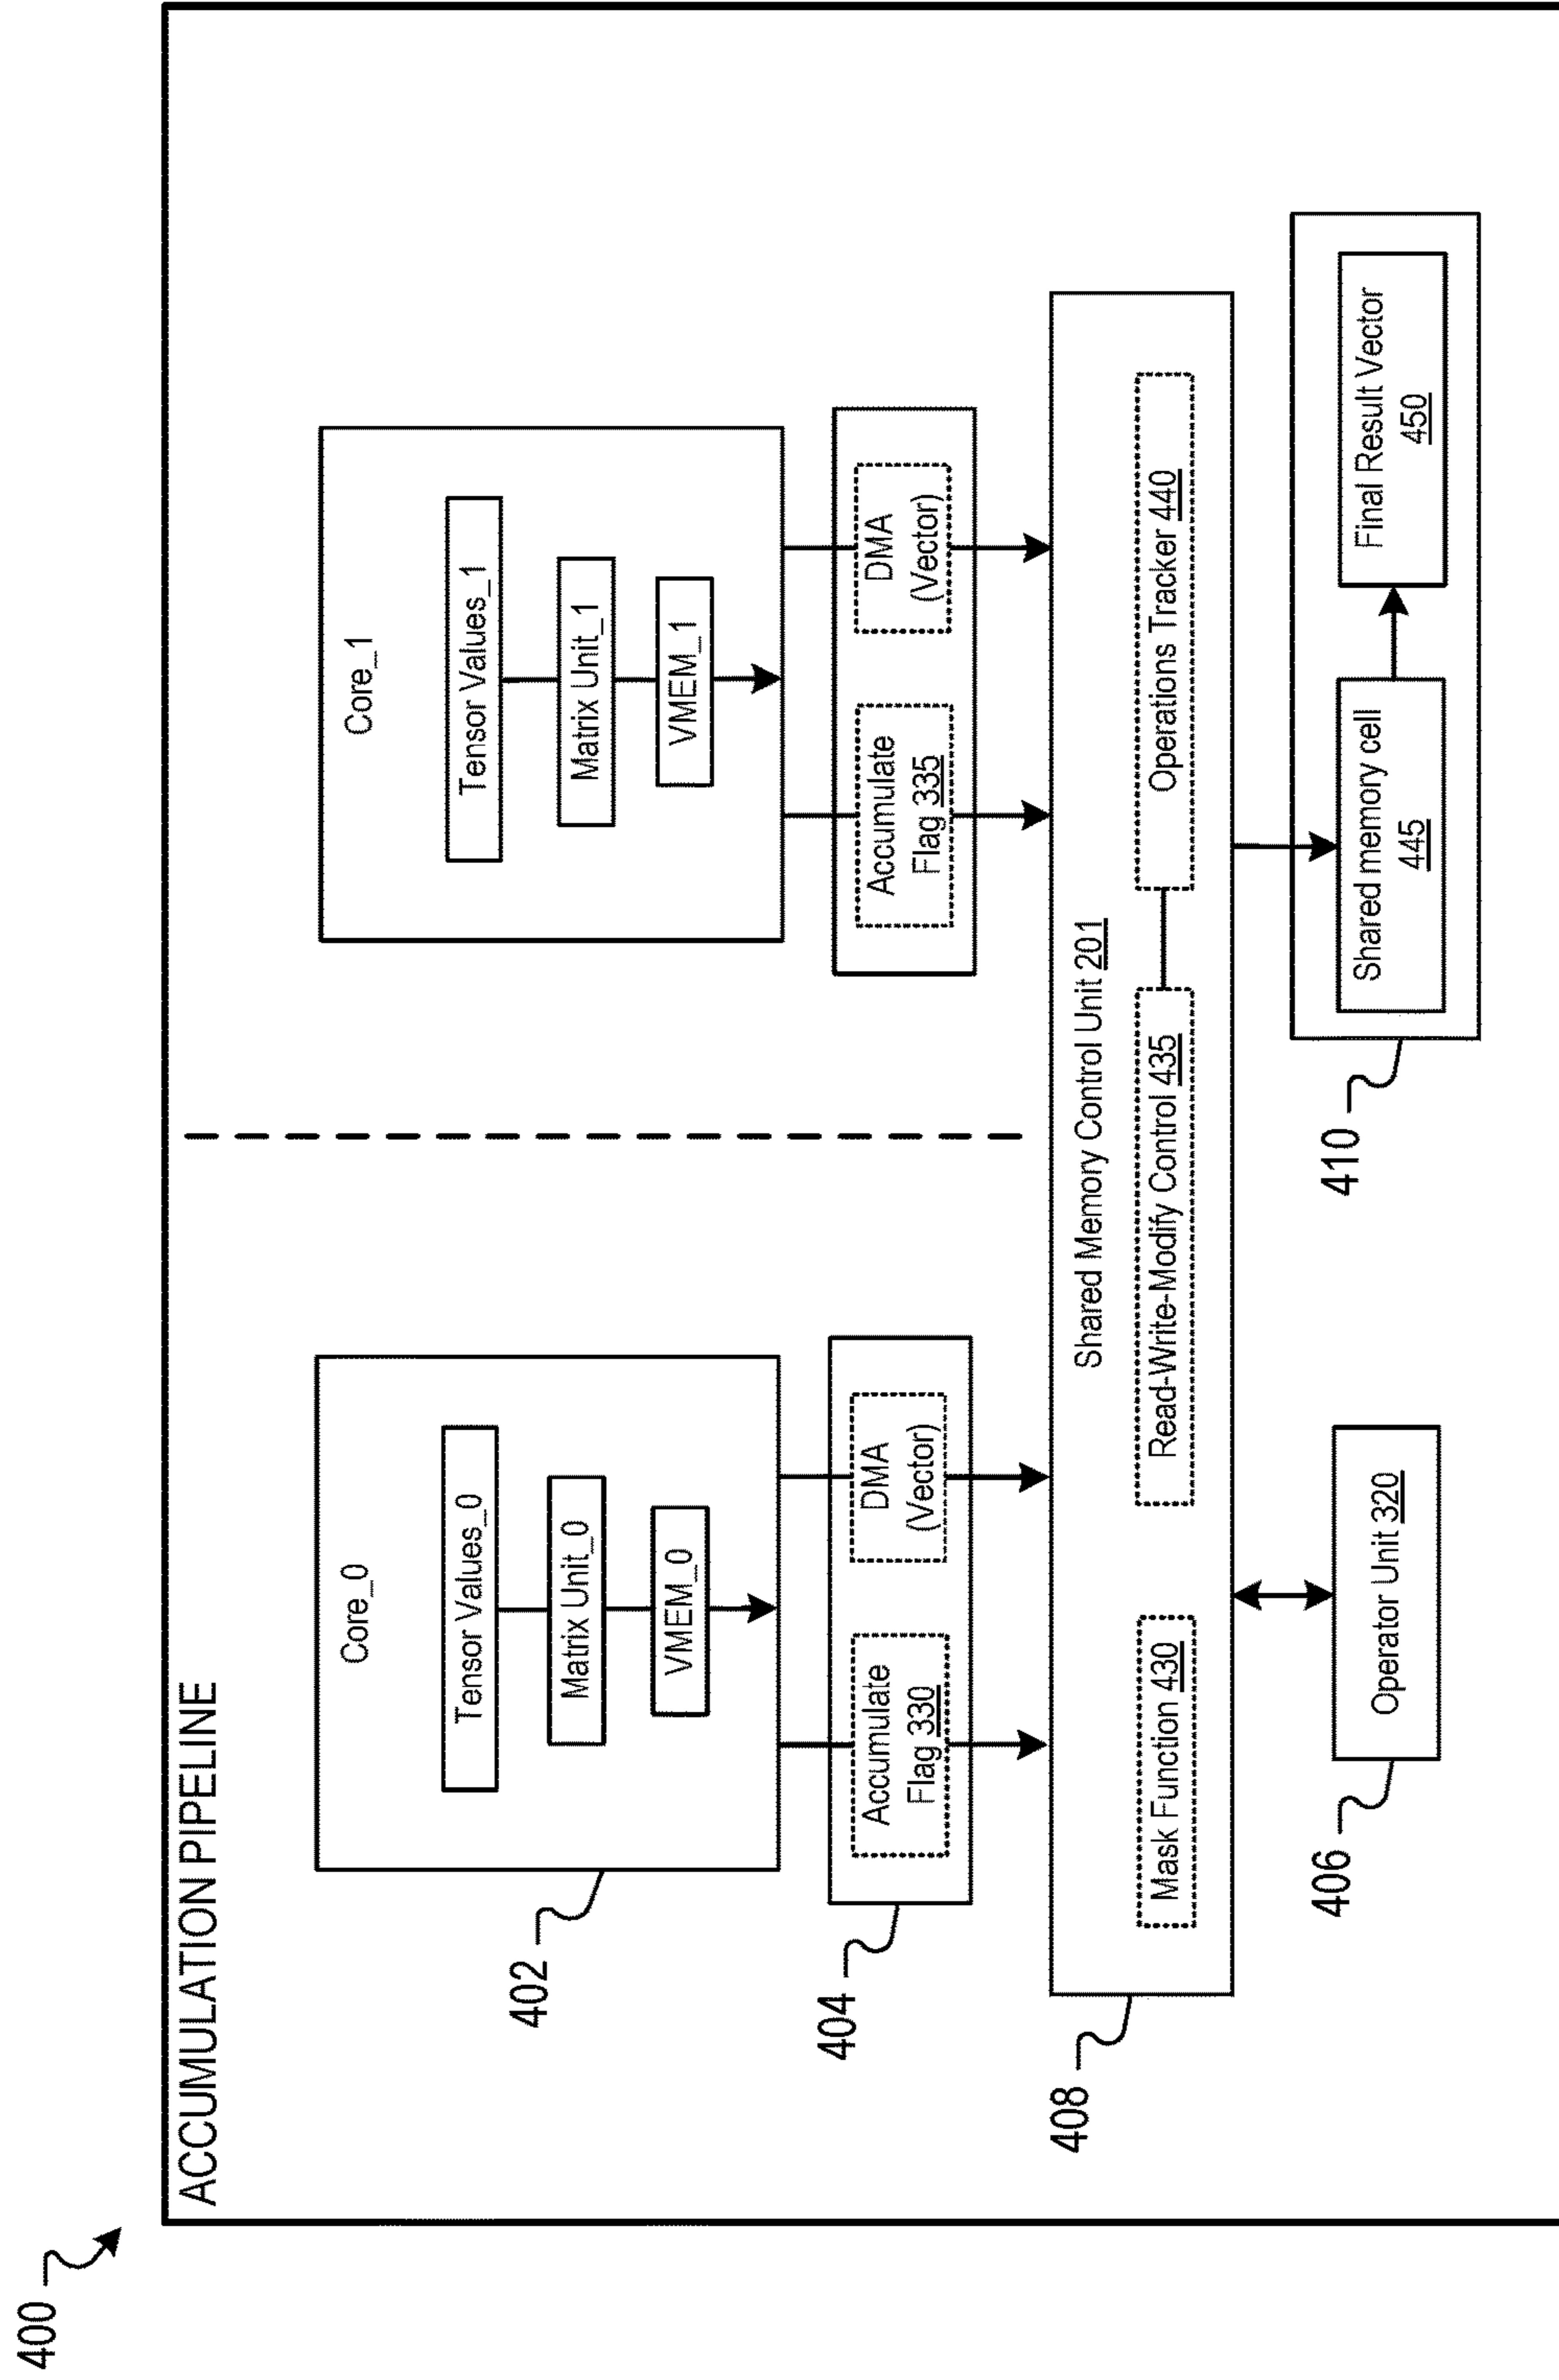 400
ACCUMULATION PIPELINE
402
Core_0
Tensor Values_0
Matrix Unit_0
VMEM_0
Core_1
Tensor Values_1
Matrix Unit_1
VMEM_1
404
Accumulate
Flag 330
DMA
(Vector)
Accumulate
Flag 335
DMA
(Vector)
408
Shared Memory Control Unit 201
Mask Function 430
Read-Write-Modify Control 435
Operations Tracker 440
406
Operator Unit 320
410
Shared memory cell
445
Final Result Vector
450